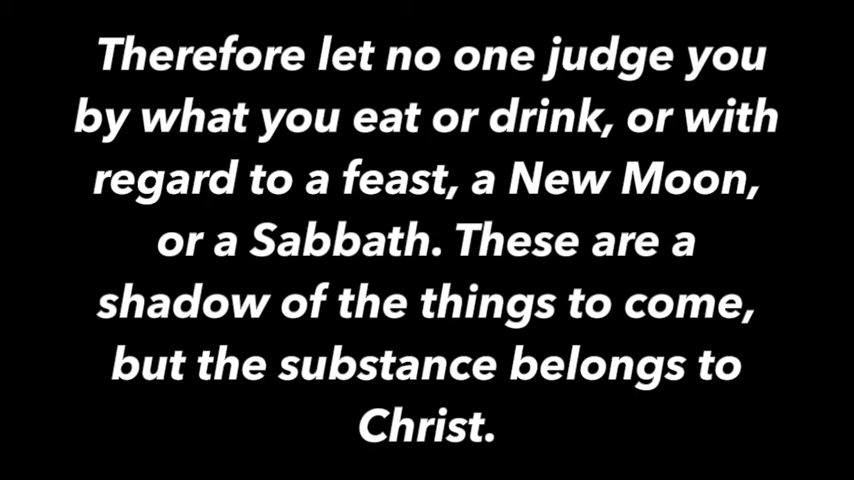 Therefore let no one judge you
by what you eat or drink, or with
regard to a feast, a New Moon,
or a Sabbath. These are a
shadow of the things to come,
but the substance belongs to
Christ.